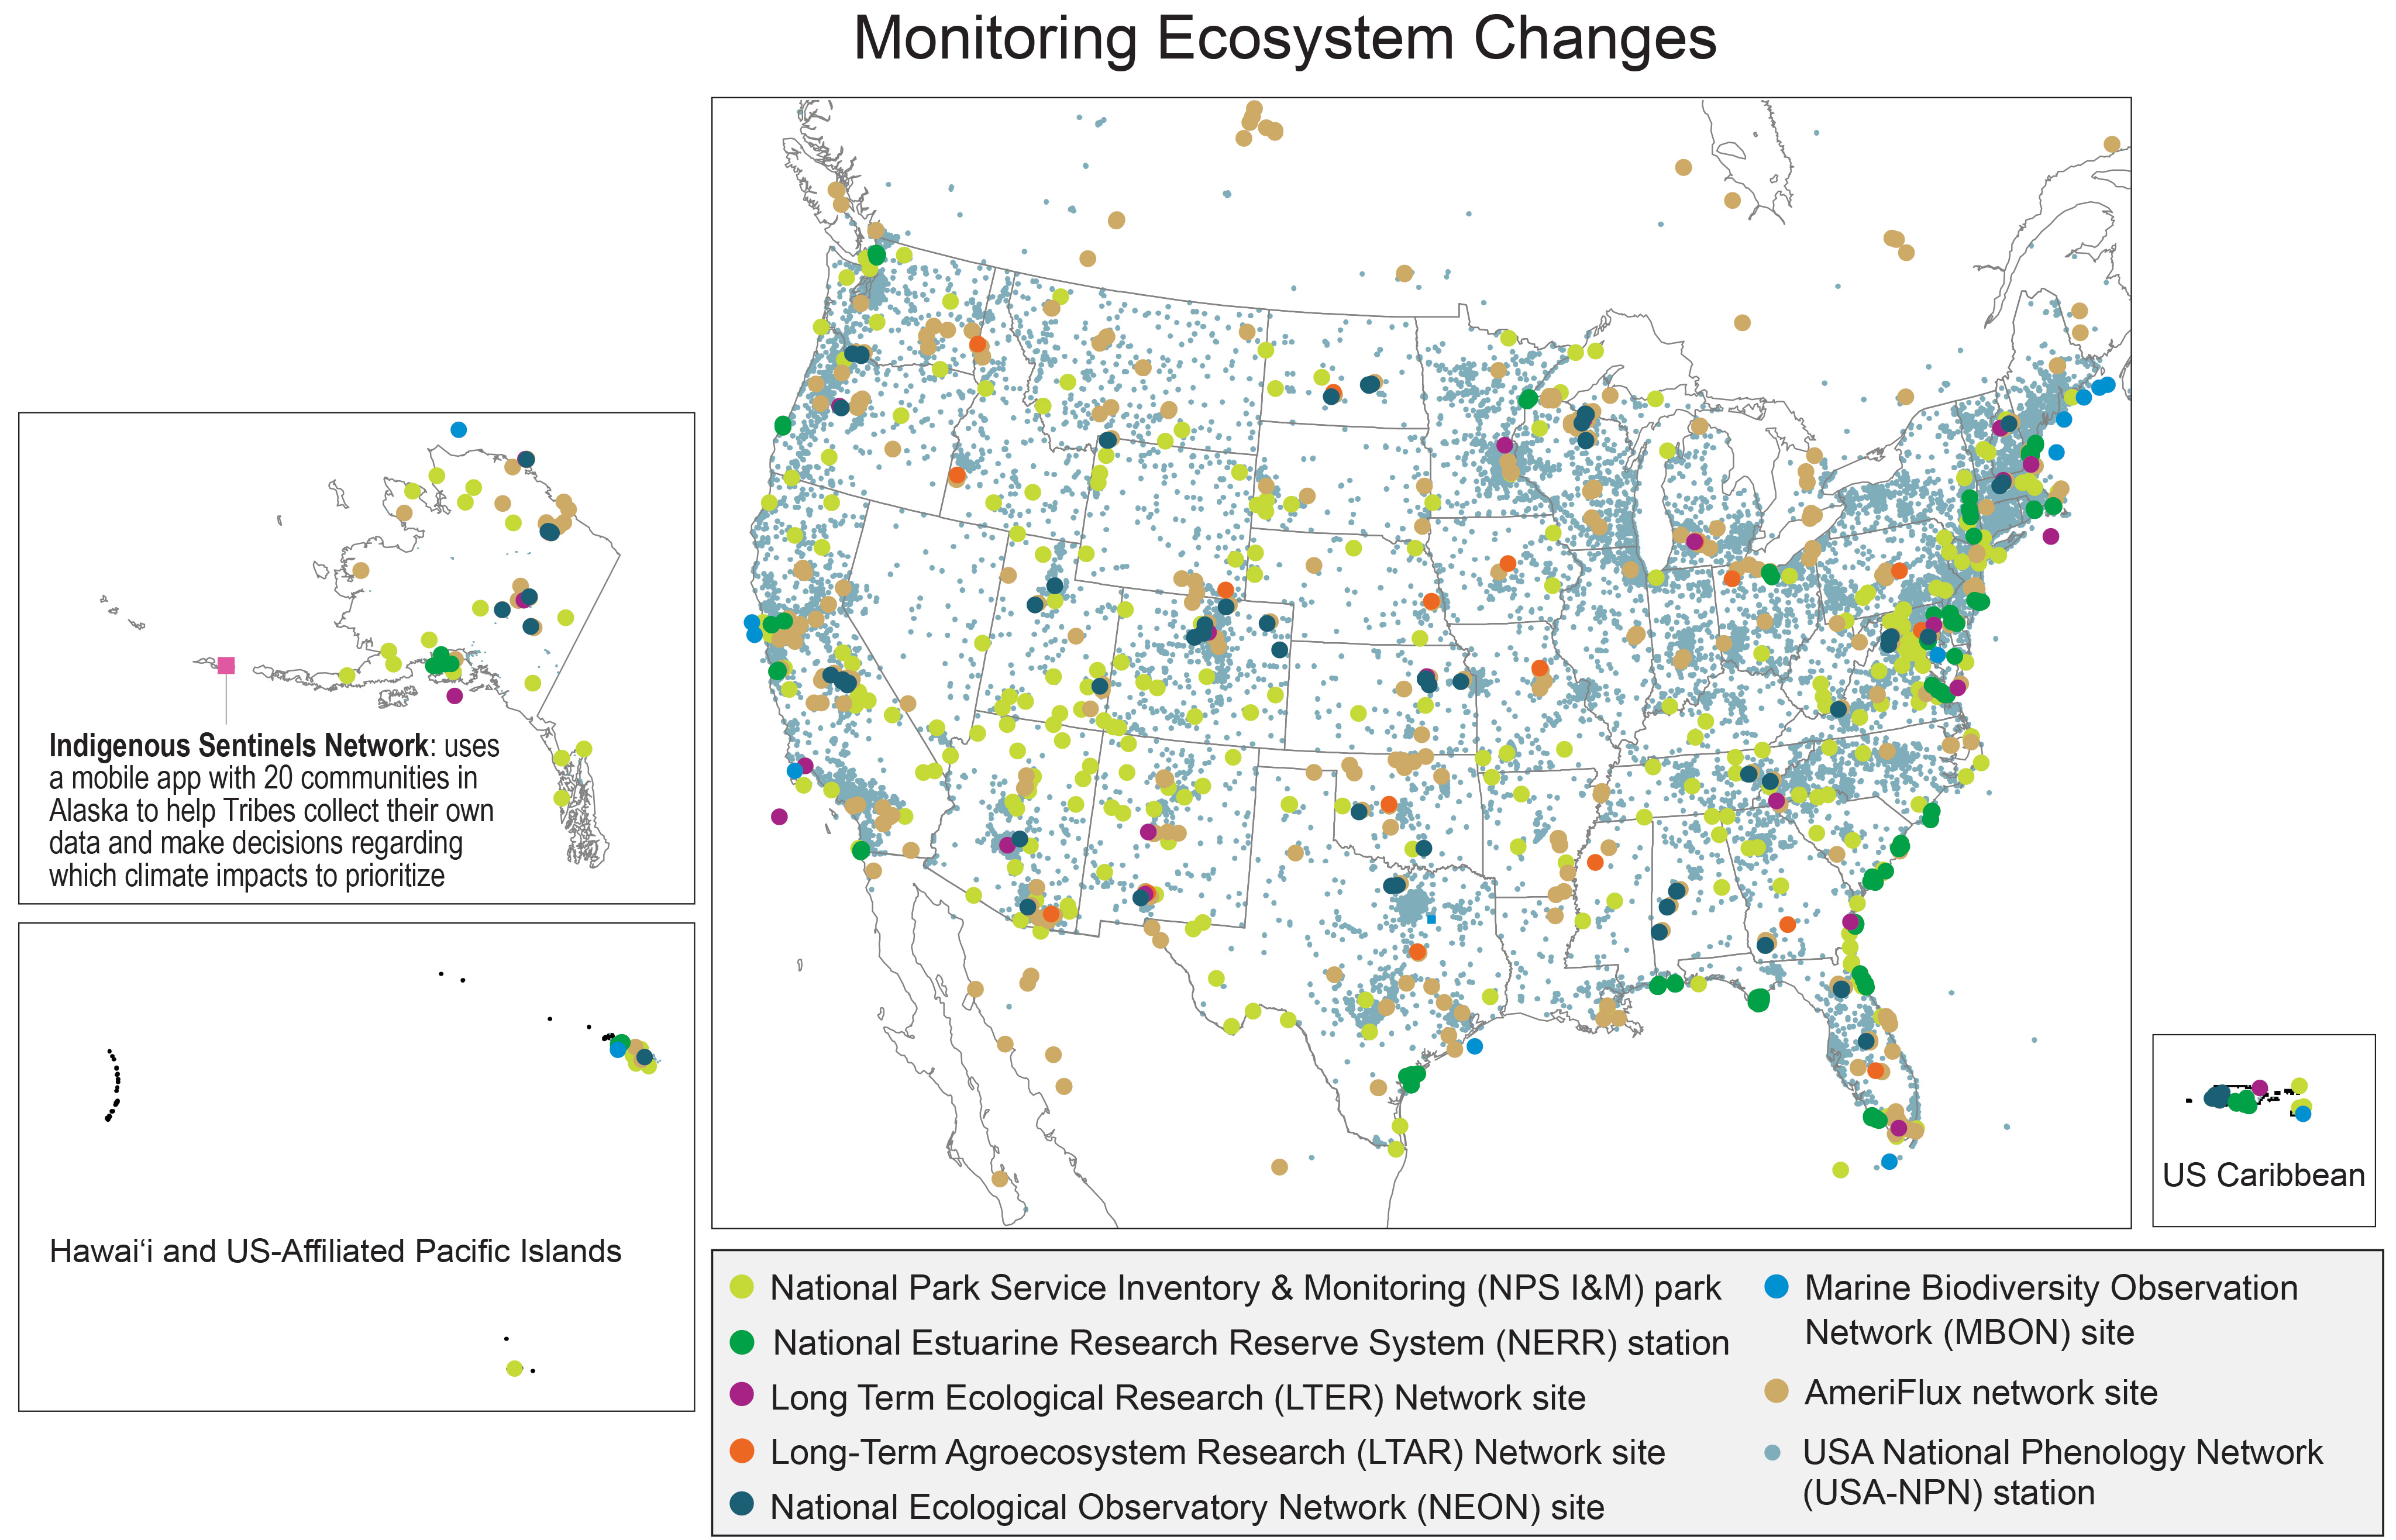 Monitoring Ecosystem Changes
Indigenous Sentinels Network: uses
a mobile app with 20 communities in
Alaska to help Tribes collect their own
data and make decisions regarding
which climate impacts to prioritize
Hawai‘i and US-Affiliated Pacific Islands
US Caribbean
National Park Service Inventory & Monitoring (NPS I&M) park
National Estuarine Research Reserve System (NERR) station
Long Term Ecological Research (LTER) Network site
Long-Term Agroecosystem Research (LTAR) Network site
National Ecological Observatory Network (NEON) site
Marine Biodiversity Observation
Network (MBON) site
AmeriFlux network site
USA National Phenology Network
(USA-NPN) station